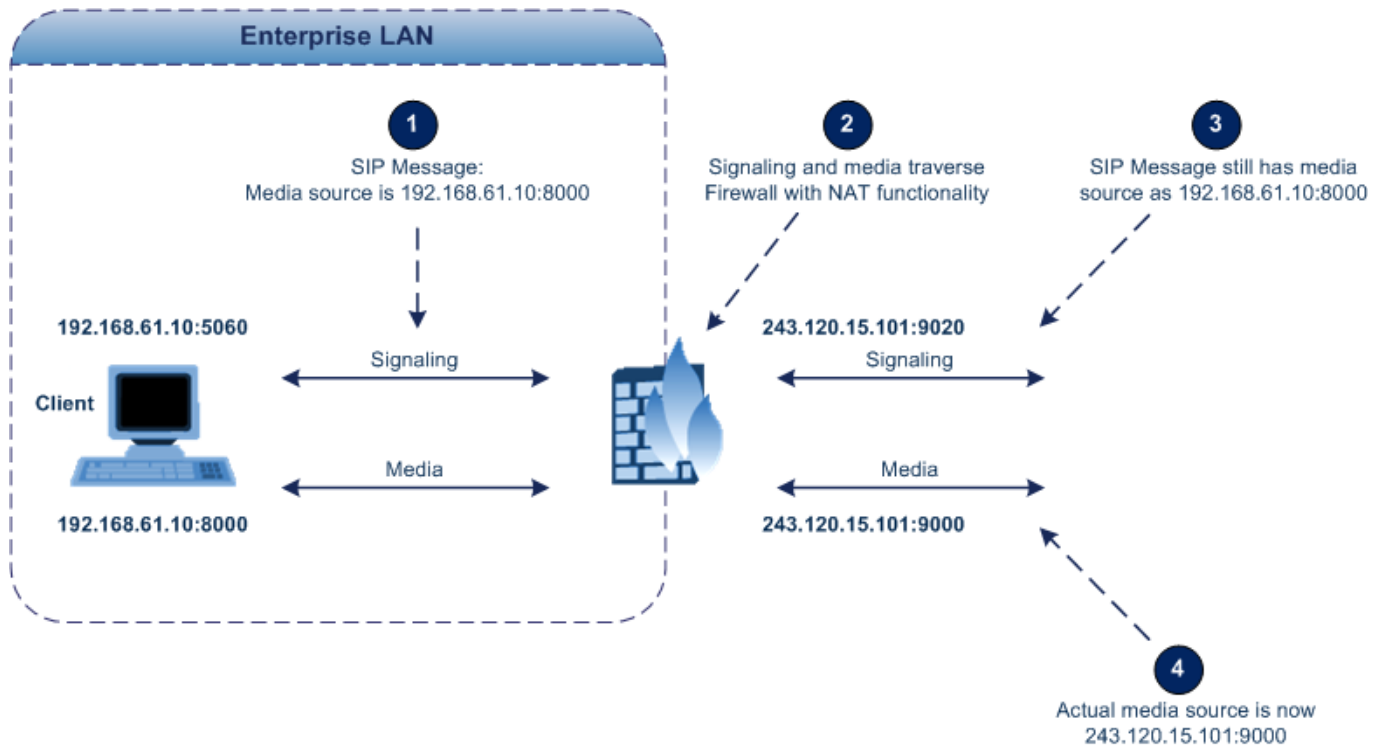 Enterprise LAN
1
SIP Message:
Media source is 192.168.61.10:8000
2
Signaling and media traverse
Firewall with NAT functionality
3
SIP Message still has media
source as 192.168.61.10:8000
192.168.61.10:5060
Signaling
243.120.15.101:9020
Signaling
Client
Media
Media
192.168.61.10:8000
243.120.15.101:9000
4
Actual media source is now
243.120.15.101:9000